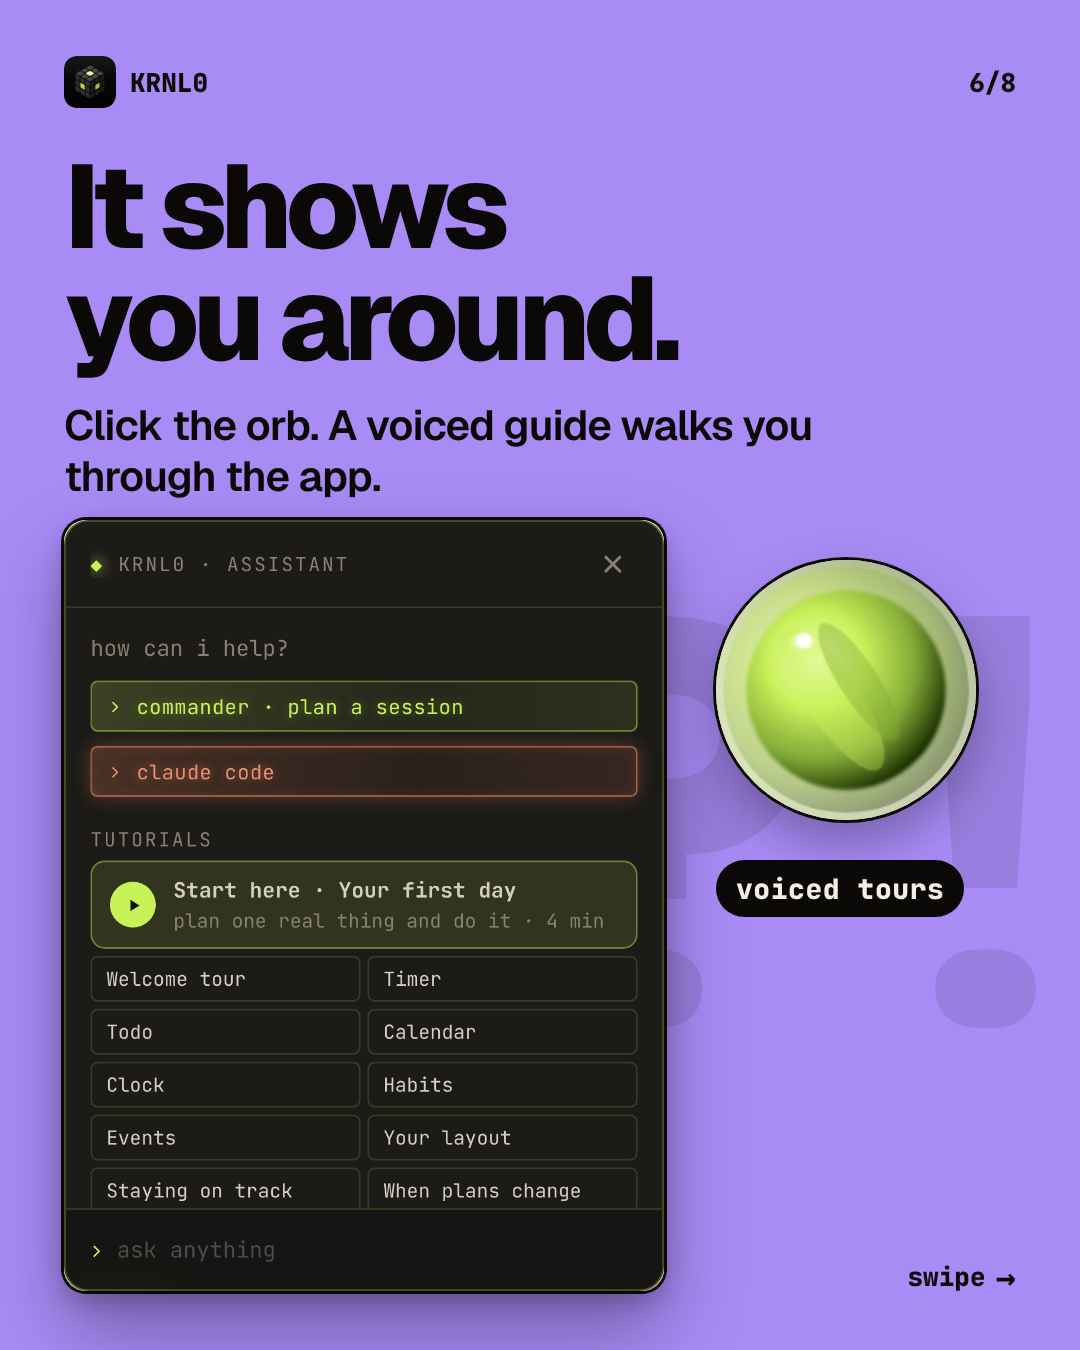 KRNL0
6/8
It shows
you around.
Click the orb. A voiced guide walks you
through the app.
◆ KRNL0 · ASSISTANT ×
how can i help?
› commander · plan a session
› claude code
TUTORIALS
Start here · Your first day
plan one real thing and do it · 4 min
Welcome tour
Timer
Todo
Calendar
Clock
Habits
Events
Your layout
Staying on track
When plans change
› ask anything
voiced tours
swipe →